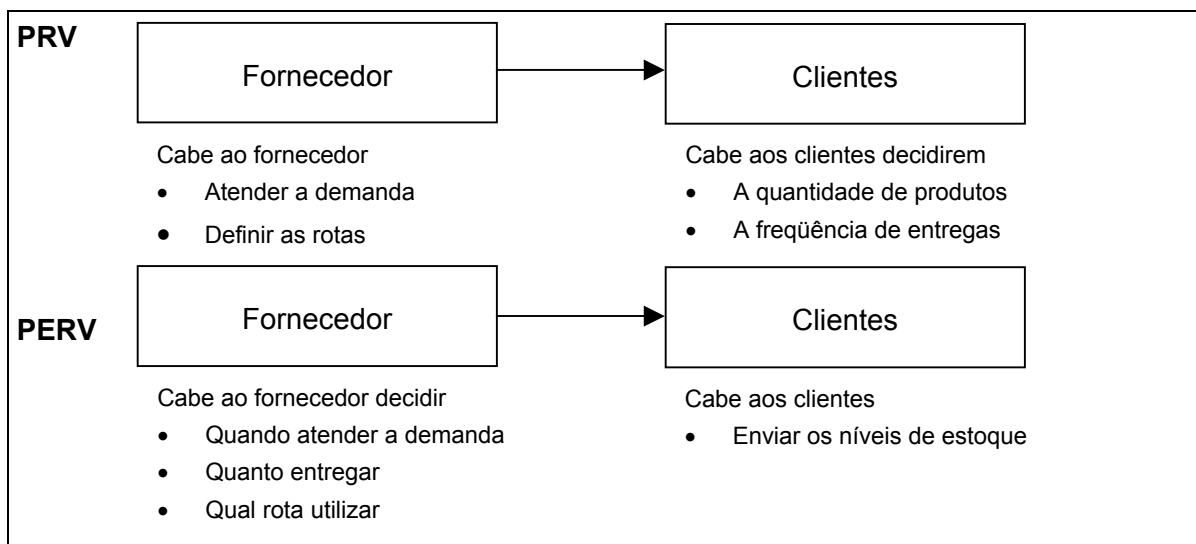 PRV
Fornecedor
Clientes
Cabe ao fornecedor
• Atender a demanda
• Definir as rotas
Cabe aos clientes decidirem
• A quantidade de produtos
• A freqüência de entregas
PERV
Fornecedor
Clientes
Cabe ao fornecedor decidir
• Quando atender a demanda
• Quanto entregar
• Qual rota utilizar
Cabe aos clientes
• Enviar os níveis de estoque